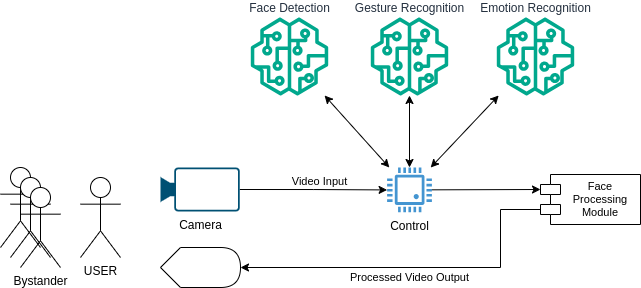 Face Detection
Gesture Recognition
Emotion Recognition
Video Input
Face
Processing
Module
Camera
Control
USER
Bystander
Processed Video Output